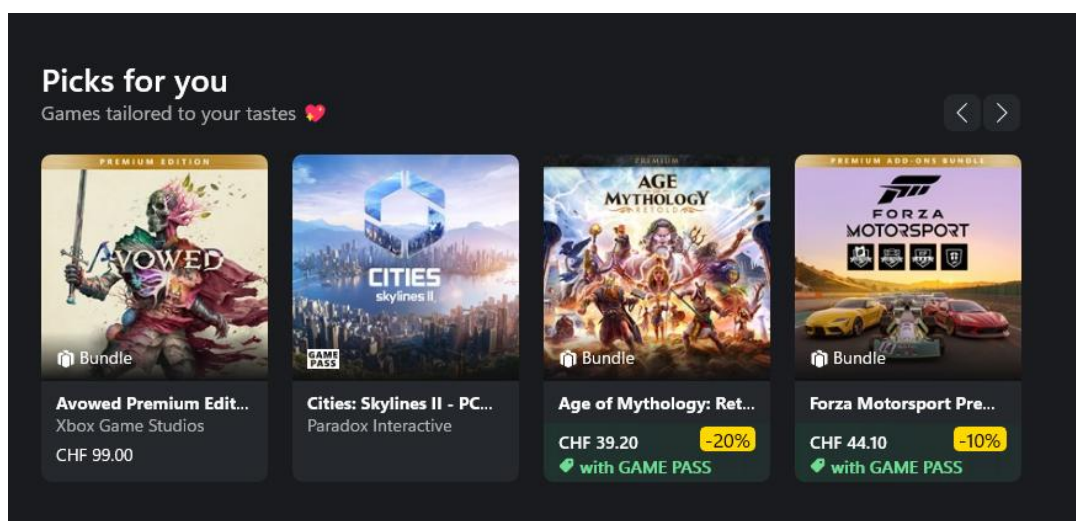 Picks for you
Games tailored to your tastes 💖
PREMIUM EDITION
AVOWED
Bundle
Avowed Premium Edit...
Xbox Game Studios
CHF 99.00
CITIES
skylines II
GAME
PASS
Cities: Skylines II - PC...
Paradox Interactive
PREMIUM
AGE
OF
MYTHOLOGY
RETOLD
Bundle
Age of Mythology: Ret...
CHF 39.20 -20%
with GAME PASS
PREMIUM ADD-ONS BUNDLE
FORZA
MOTORSPORT
Bundle
Forza Motorsport Pre...
CHF 44.10 -10%
with GAME PASS